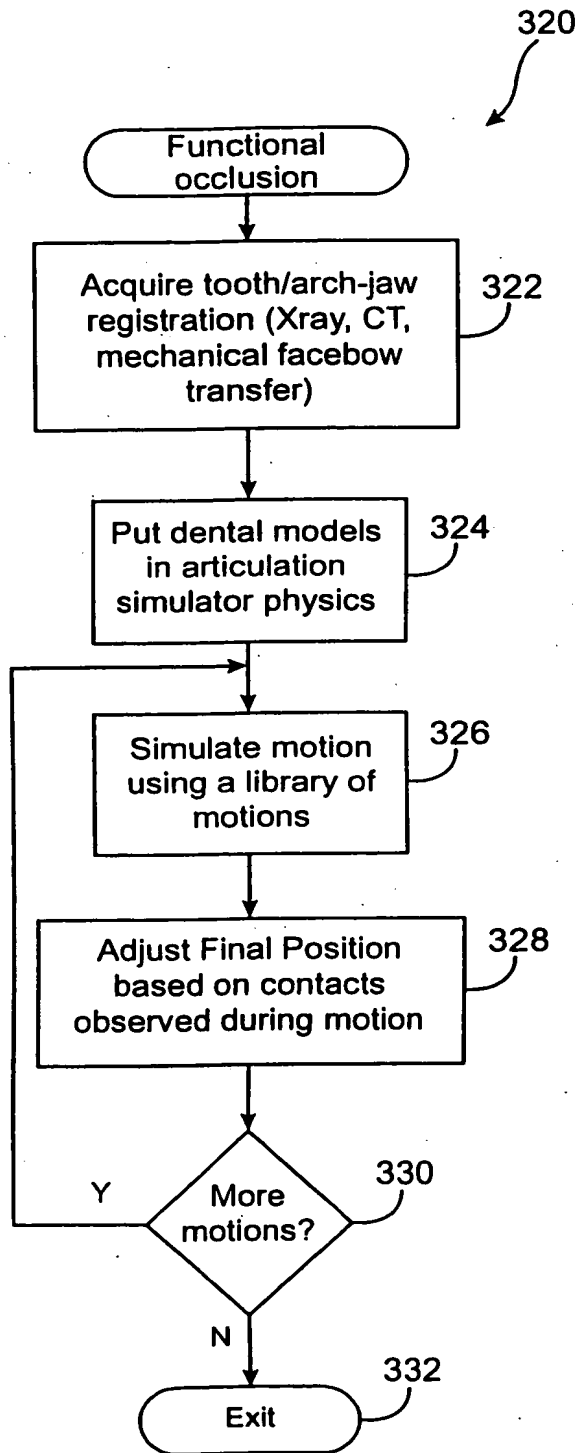 320
Functional
occlusion
Acquire tooth/arch-jaw
registration (Xray, CT,
mechanical facebow
transfer)
322
Put dental models
in articulation
simulator physics
324
Simulate motion
using a library of
motions
326
Adjust Final Position
based on contacts
observed during motion
328
More
motions?
330
Y
N
Exit
332